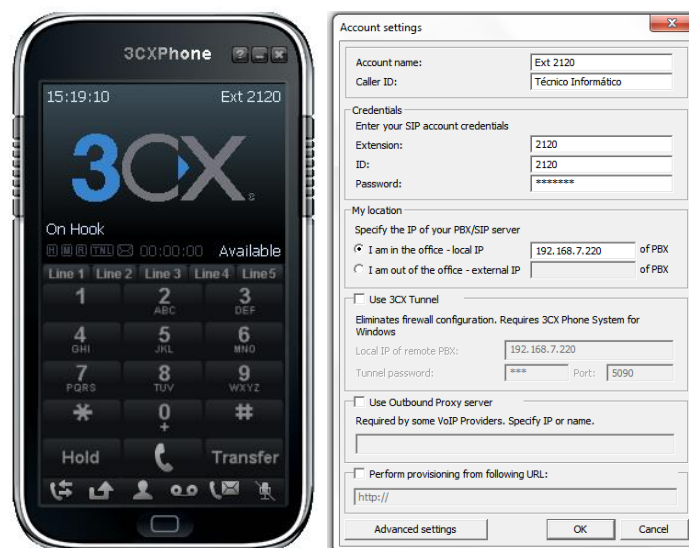 3CXPhone
15:19:10 Ext 2120
3CX
On Hook
H M R TNL 00:00:00 Available
Line 1 Line 2 Line 3 Line 4 Line 5
1 2 3
ABC DEF
4 5 6
GHI JKL MNO
7 8 9
PQRS TUV WXYZ
* 0 #
+
Hold Transfer
Account settings
Account name: Ext 2120
Caller ID: Técnico Informático
Credentials
Enter your SIP account credentials
Extension: 2120
ID: 2120
Password: *******
My location
Specify the IP of your PBX/SIP server
I am in the office - local IP 192.168.7.220 of PBX
I am out of the office - external IP of PBX
Use 3CX Tunnel
Eliminates firewall configuration. Requires 3CX Phone System for
Windows
Local IP of remote PBX: 192.168.7.220
Tunnel password: *** Port: 5090
Use Outbound Proxy server
Required by some VoIP Providers. Specify IP or name.
Perform provisioning from following URL:
http://
Advanced settings OK Cancel